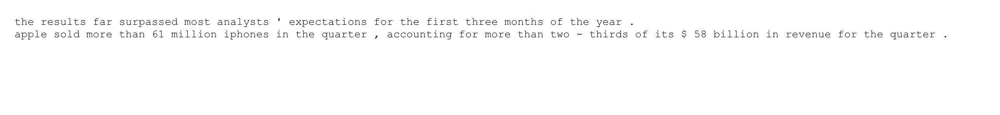 the results far surpassed most analysts ' expectations for the first three months of the year .
apple sold more than 61 million iphones in the quarter , accounting for more than two - thirds of its $ 58 billion in revenue for the quarter .